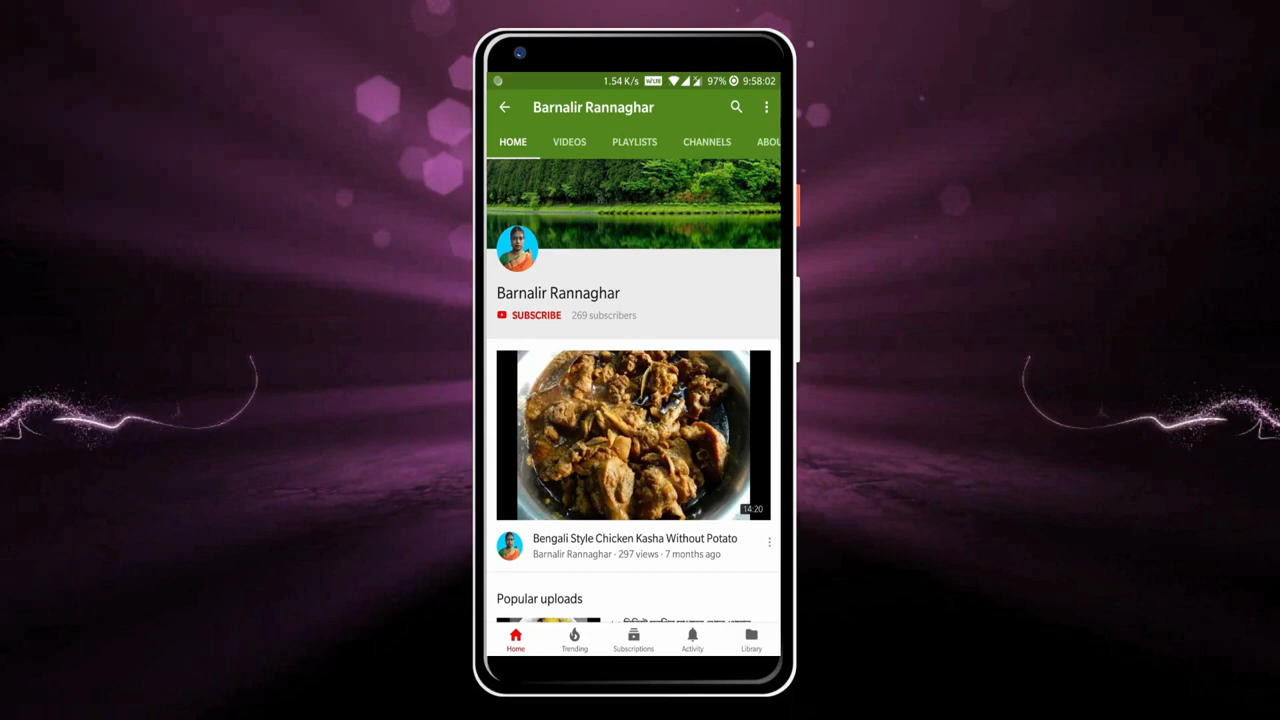 1.54 K/s VoLTE 97% 9:58:02
Barnalir Rannaghar
HOME VIDEOS PLAYLISTS CHANNELS ABOU
Barnalir Rannaghar
SUBSCRIBE 269 subscribers
14:20
Bengali Style Chicken Kasha Without Potato
Barnalir Rannaghar · 297 views · 7 months ago
Popular uploads
Home Trending Subscriptions Activity Library